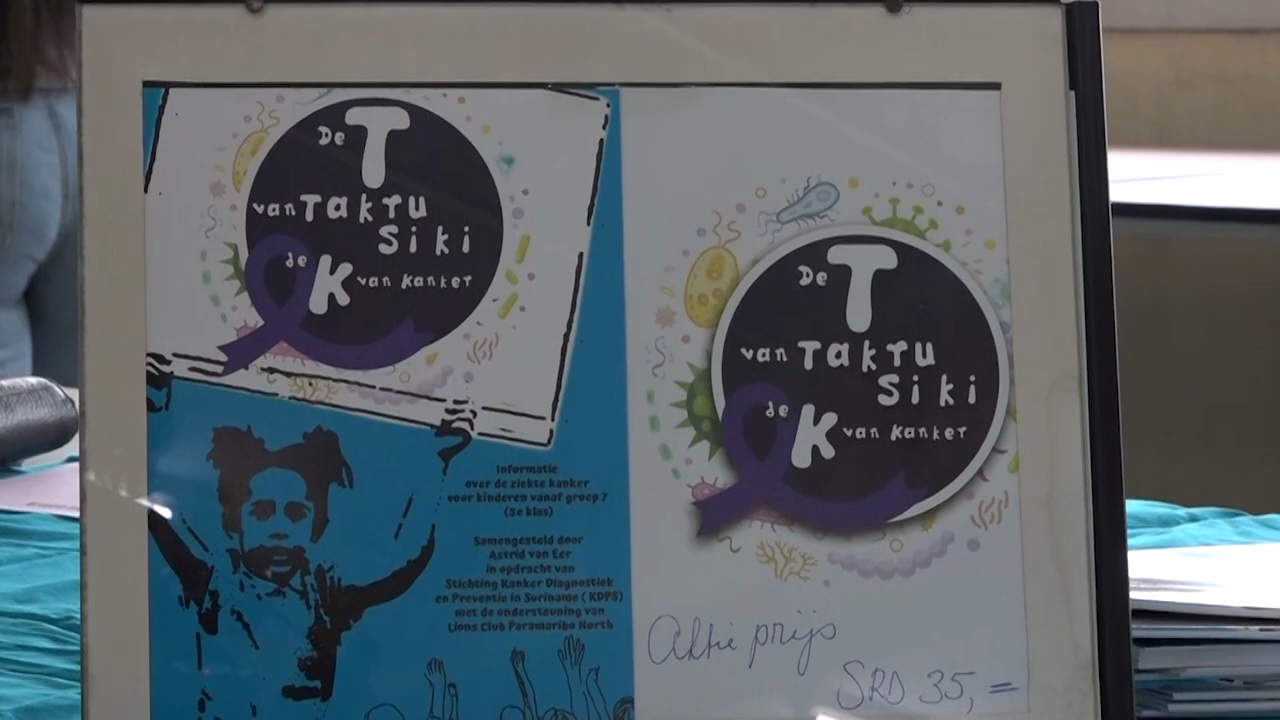 De T
van Taktu
Siki
de K van Kanker
Informatie
over de ziekte kanker
voor kinderen vanaf groep 7
(5e klas)
Samengesteld door
Astrid van Eer
in opdracht van
Stichting Kanker Diagnostiek
en Preventie in Suriname ( KDPS)
met de ondersteuning van
Lions Club Paramaribo North
De T
van Taktu
Siki
de K van Kanker
Aktie prijs
SRD 35,=